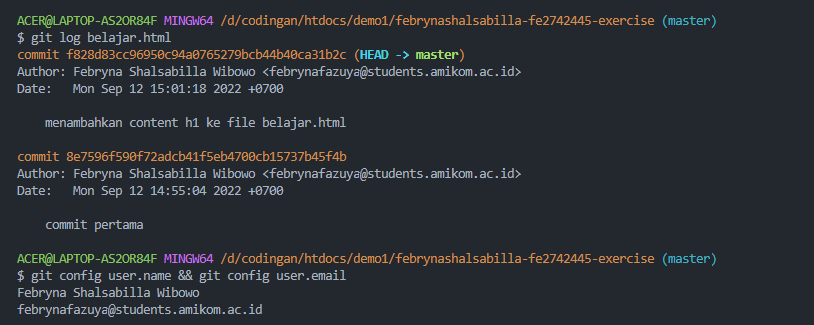 ACER@LAPTOP-AS2OR84F MINGW64 /d/codingan/htdocs/demo1/febrynashalsabilla-fe2742445-exercise (master)
$ git log belajar.html
commit f828d83cc96950c94a0765279bcb44b40ca31b2c (HEAD -> master)
Author: Febryna Shalsabilla Wibowo <febrynafazuya@students.amikom.ac.id>
Date:   Mon Sep 12 15:01:18 2022 +0700

    menambahkan content h1 ke file belajar.html

commit 8e7596f590f72adcb41f5eb4700cb15737b45f4b
Author: Febryna Shalsabilla Wibowo <febrynafazuya@students.amikom.ac.id>
Date:   Mon Sep 12 14:55:04 2022 +0700

    commit pertama

ACER@LAPTOP-AS2OR84F MINGW64 /d/codingan/htdocs/demo1/febrynashalsabilla-fe2742445-exercise (master)
$ git config user.name && git config user.email
Febryna Shalsabilla Wibowo
febrynafazuya@students.amikom.ac.id